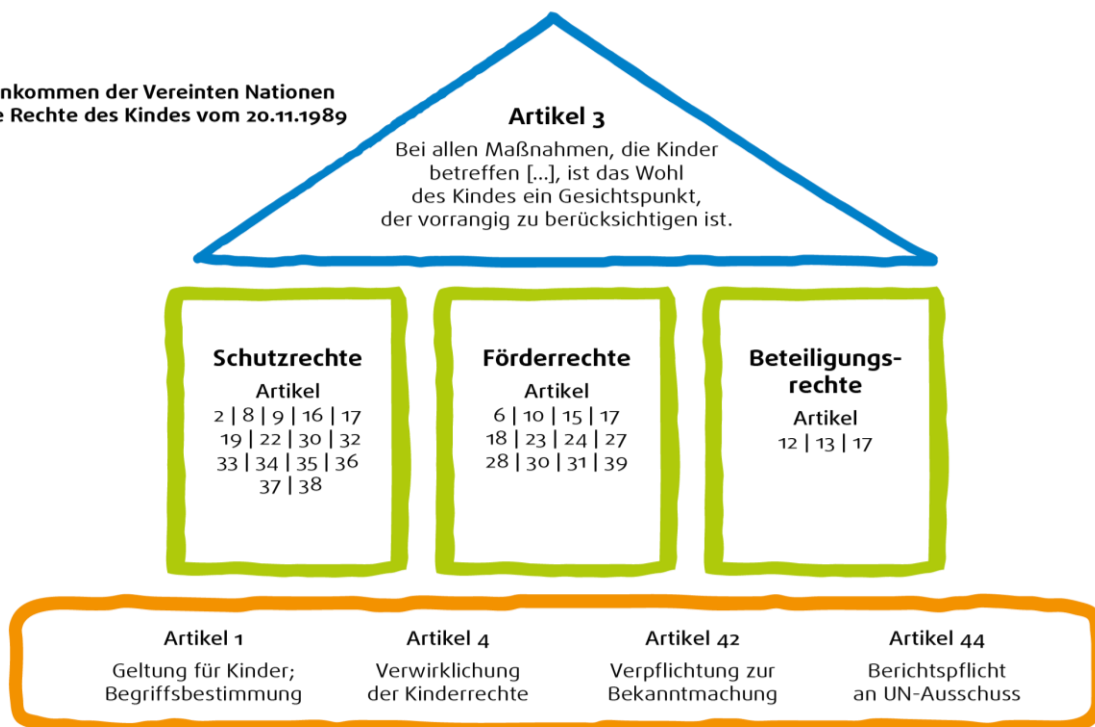 nkommen der Vereinten Nationen
e Rechte des Kindes vom 20.11.1989
Artikel 3
Bei allen Maßnahmen, die Kinder
betreffen [...], ist das Wohl
des Kindes ein Gesichtspunkt,
der vorrangig zu berücksichtigen ist.
Schutzrechte
Artikel
2 | 8 | 9 | 16 | 17
19 | 22 | 30 | 32
33 | 34 | 35 | 36
37 | 38
Förderrechte
Artikel
6 | 10 | 15 | 17
18 | 23 | 24 | 27
28 | 30 | 31 | 39
Beteiligungs-
rechte
Artikel
12 | 13 | 17
Artikel 1
Geltung für Kinder;
Begriffsbestimmung
Artikel 4
Verwirklichung
der Kinderrechte
Artikel 42
Verpflichtung zur
Bekanntmachung
Artikel 44
Berichtspflicht
an UN-Ausschuss